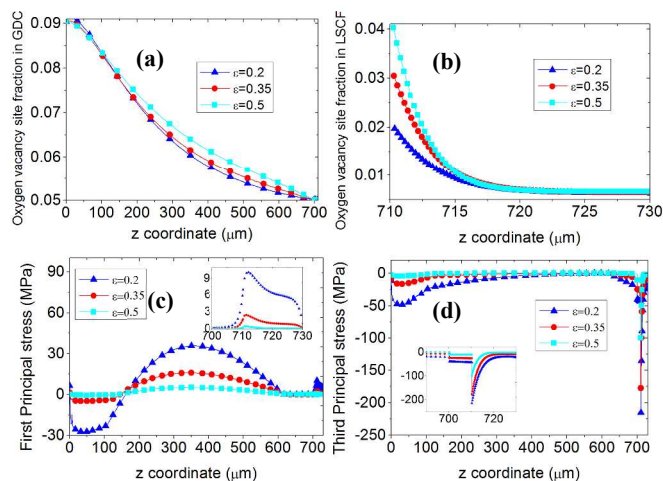 Oxygen vacancy site fraction in GDC
0.09
0.08
0.07
0.06
0.05
(a)
ε=0.2
ε=0.35
ε=0.5
0 100 200 300 400 500 600 700
z coordinate (μm)
Oxygen vacancy site fraction in LSCF
0.04
0.03
0.02
0.01
(b)
ε=0.2
ε=0.35
ε=0.5
710 715 720 725 730
z coordinate (μm)
First Principal stress (MPa)
90
60
30
0
-30
ε=0.2
ε=0.35
ε=0.5
(c)
9
6
3
0
700 710 720 730
0 100 200 300 400 500 600 700
z coordinate (μm)
Third Principal stress (MPa)
0
-50
-100
-150
-200
-250
(d)
ε=0.2
ε=0.35
ε=0.5
0
-100
-200
700 720
0 100 200 300 400 500 600 700
z coordinate (μm)